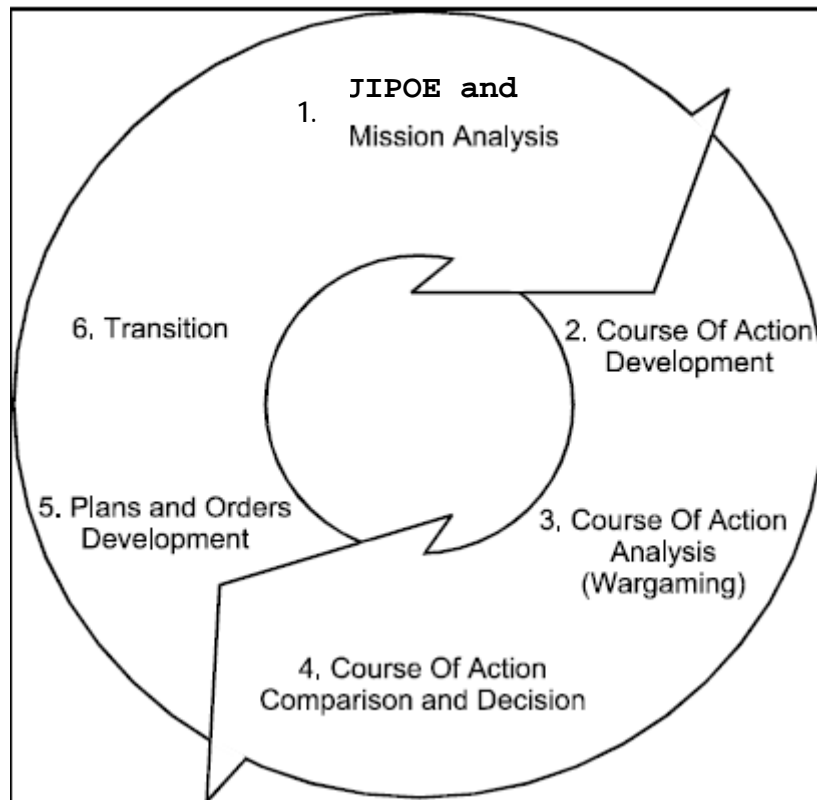 1. JIPOE and
Mission Analysis
2. Course Of Action
Development
3. Course Of Action
Analysis
(Wargaming)
4. Course Of Action
Comparison and Decision
5. Plans and Orders
Development
6. Transition